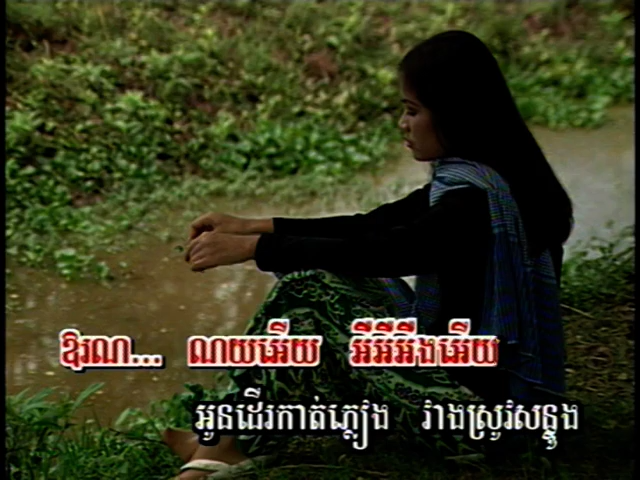 ឱរណ... ណយអើយ អឺអឺអឺងអើយ
អូនដើរកាត់ភ្លៀង វាងស្រូវសន្ទូង